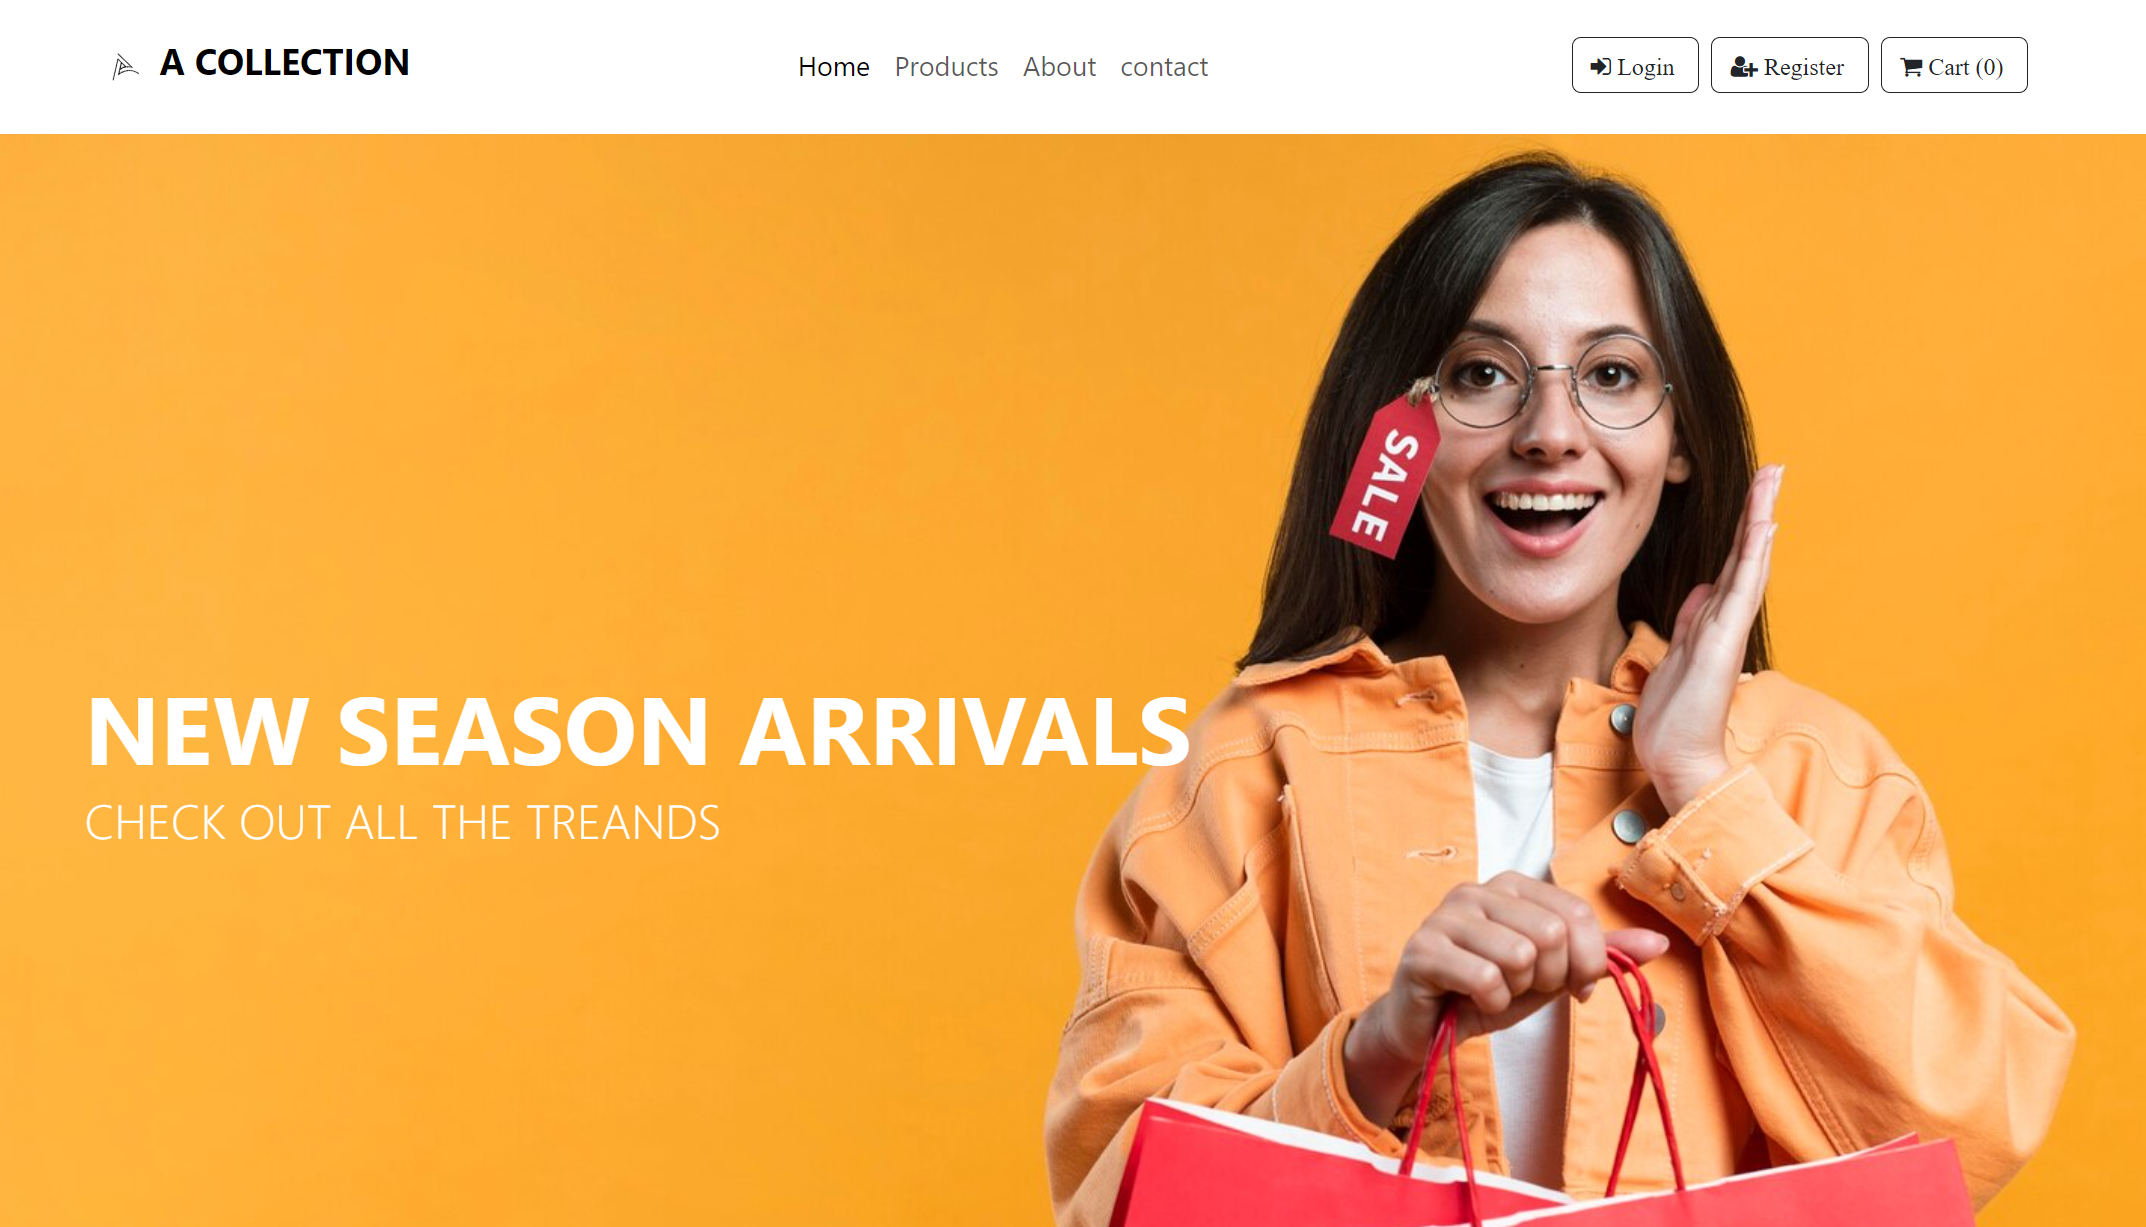 A COLLECTION
Home Products About contact
Login Register Cart (0)
SALE
NEW SEASON ARRIVALS
CHECK OUT ALL THE TREANDS